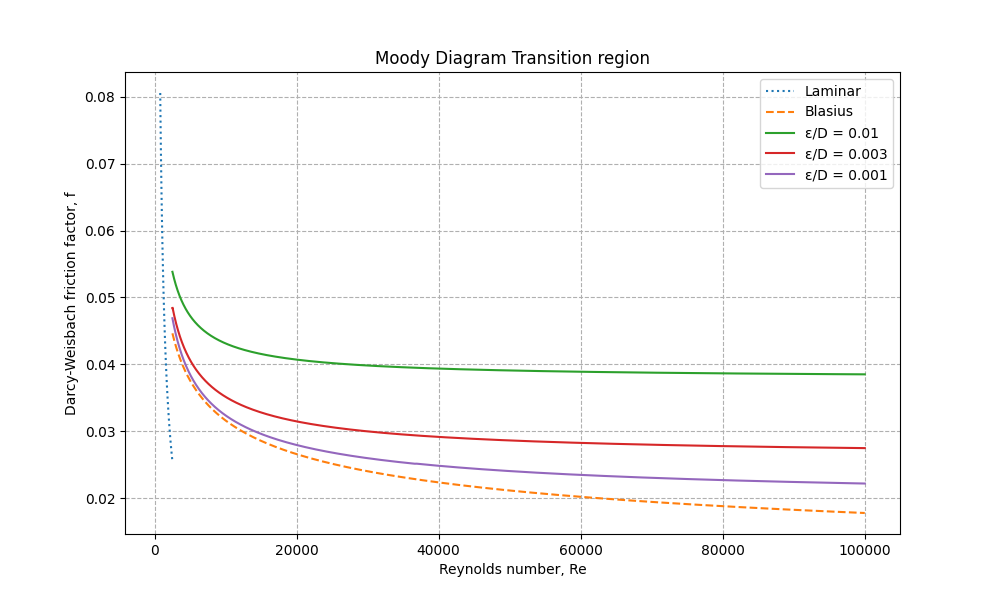 Moody Diagram Transition region
Darcy-Weisbach friction factor, f
0.08
0.07
0.06
0.05
0.04
0.03
0.02
Laminar
Blasius
ε/D = 0.01
ε/D = 0.003
ε/D = 0.001
0
20000
40000
60000
80000
100000
Reynolds number, Re